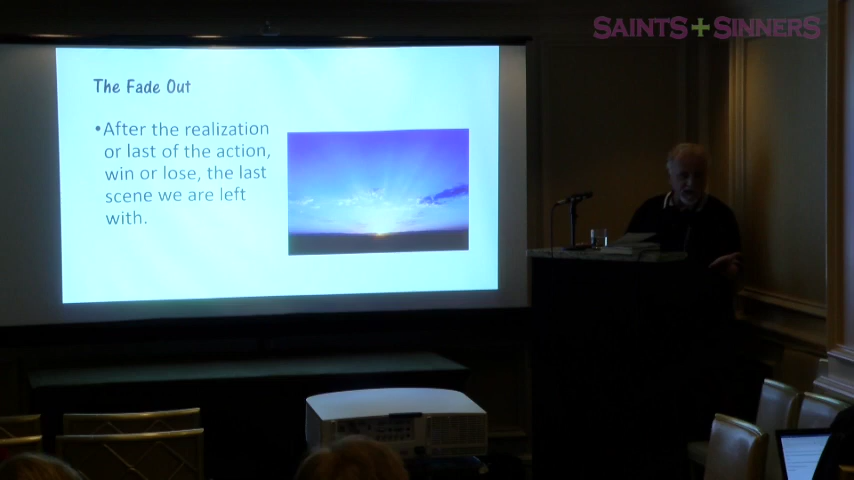 SAINTS+SINNERS
The Fade Out
•After the realization
or last of the action,
win or lose, the last
scene we are left
with.